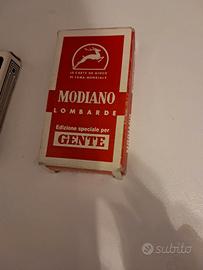 LE CARTE DA GIOCO
DI FAMA MONDIALE
MODIANO
LOMBARDE
Edizione speciale per
GENTE
subito